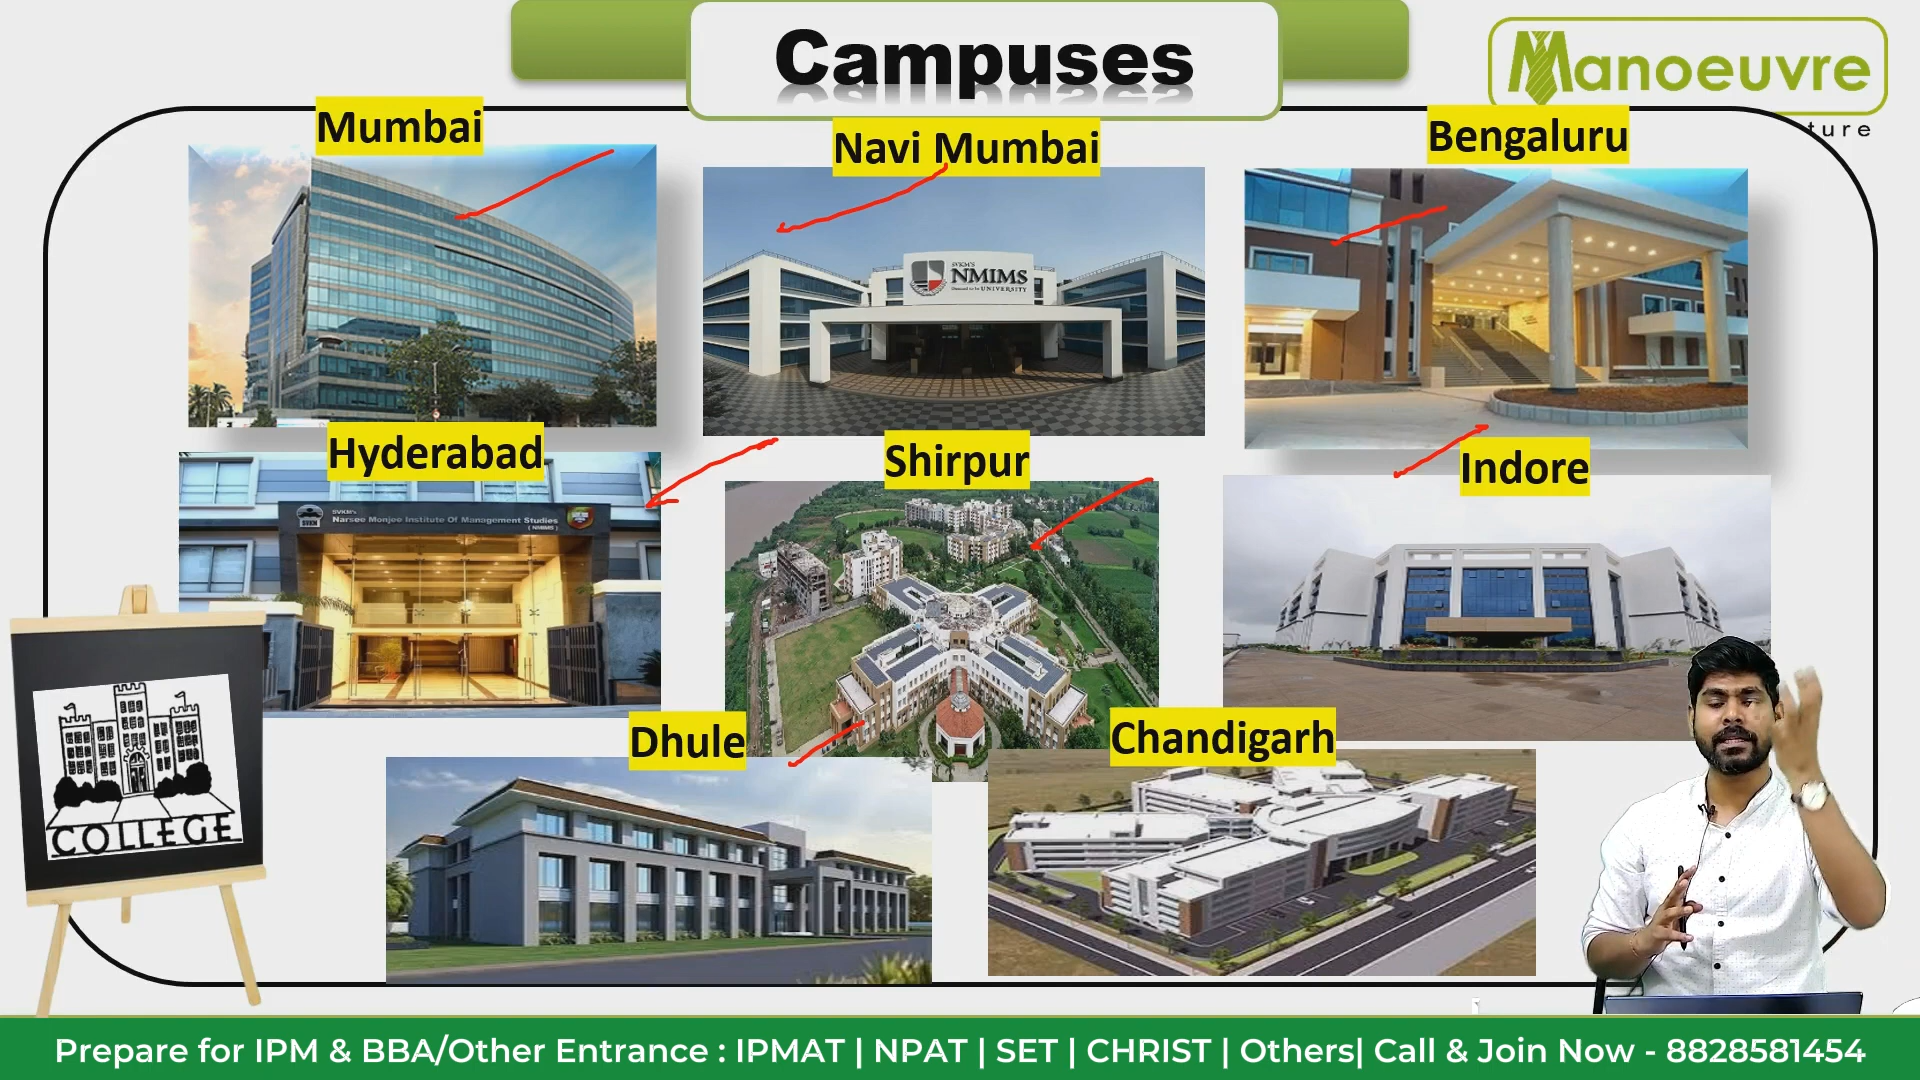 Campuses
Manoeuvre
ture
Mumbai
Navi Mumbai
Bengaluru
SVKM'S
NMIMS
Deemed to be UNIVERSITY
Hyderabad
Shirpur
Indore
SVKM
SVKM's
Narsee Monjee Institute Of Management Studies
( NMIMS )
Dhule
Chandigarh
COLLEGE
Prepare for IPM & BBA/Other Entrance : IPMAT | NPAT | SET | CHRIST | Others| Call & Join Now - 8828581454